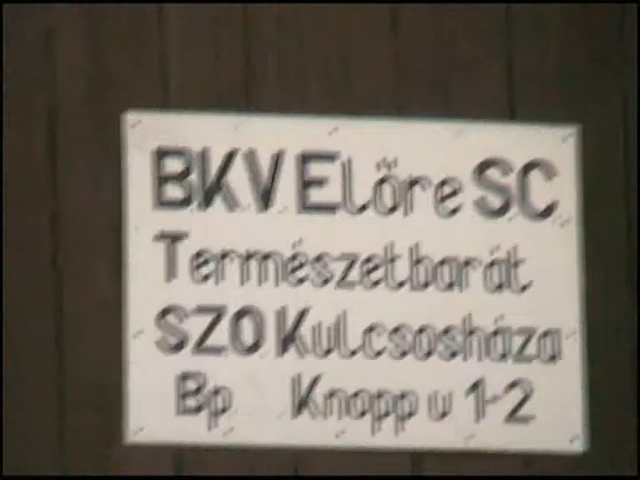 BKV Előre SC
Természetbarát
SZO Kulcsosháza
Bp Knopp u 1-2